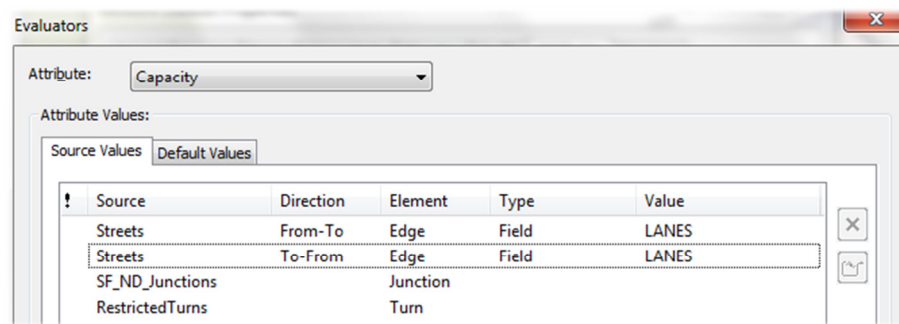 Evaluators
Attribute: Capacity
Attribute Values:
Source Values Default Values
! Source Direction Element Type Value
Streets From-To Edge Field LANES
Streets To-From Edge Field LANES
SF_ND_Junctions Junction
RestrictedTurns Turn